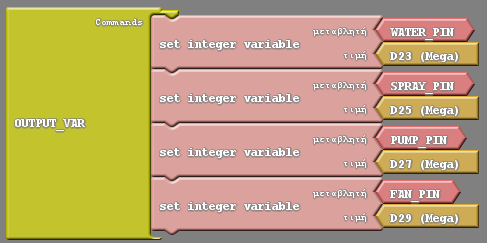 Commands
OUTPUT_VAR
set integer variable
μεταβλητή
WATER_PIN
τιμή
D23 (Mega)
set integer variable
μεταβλητή
SPRAY_PIN
τιμή
D25 (Mega)
set integer variable
μεταβλητή
PUMP_PIN
τιμή
D27 (Mega)
set integer variable
μεταβλητή
FAN_PIN
τιμή
D29 (Mega)